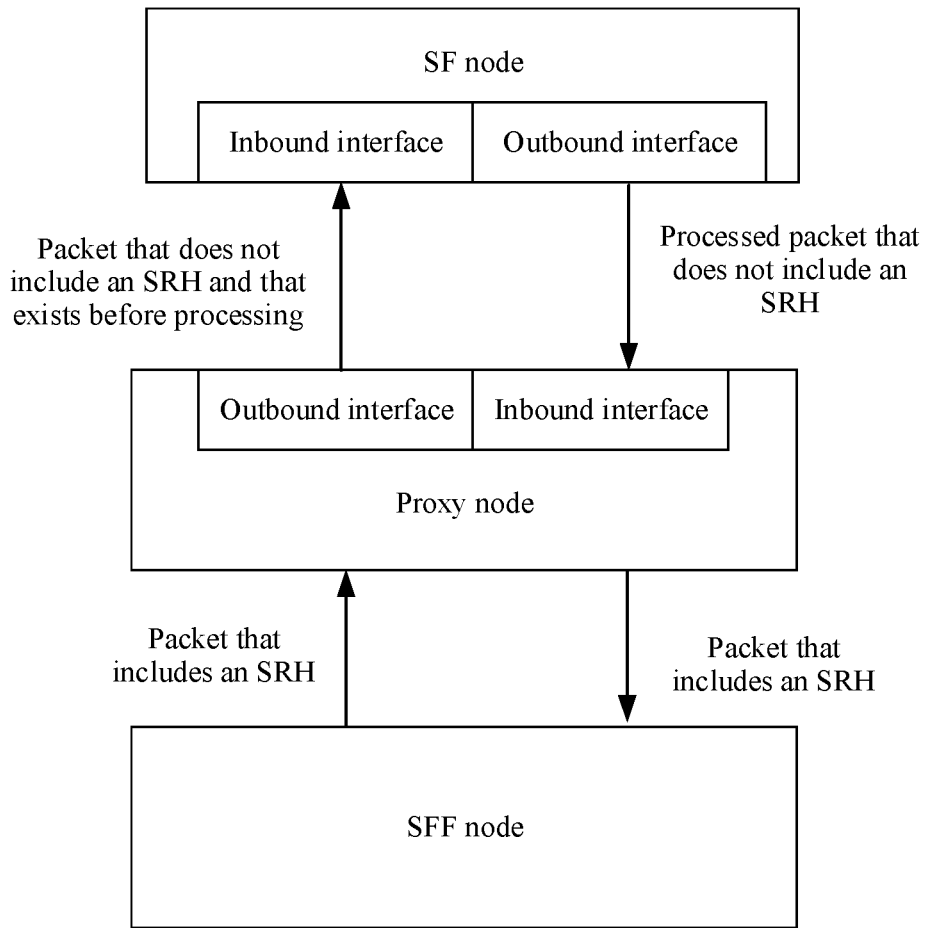 SF node
Inbound interface
Outbound interface
Packet that does not
include an SRH and that
exists before processing
Processed packet that
does not include an
SRH
Outbound interface
Inbound interface
Proxy node
Packet that
includes an SRH
Packet that
includes an SRH
SFF node